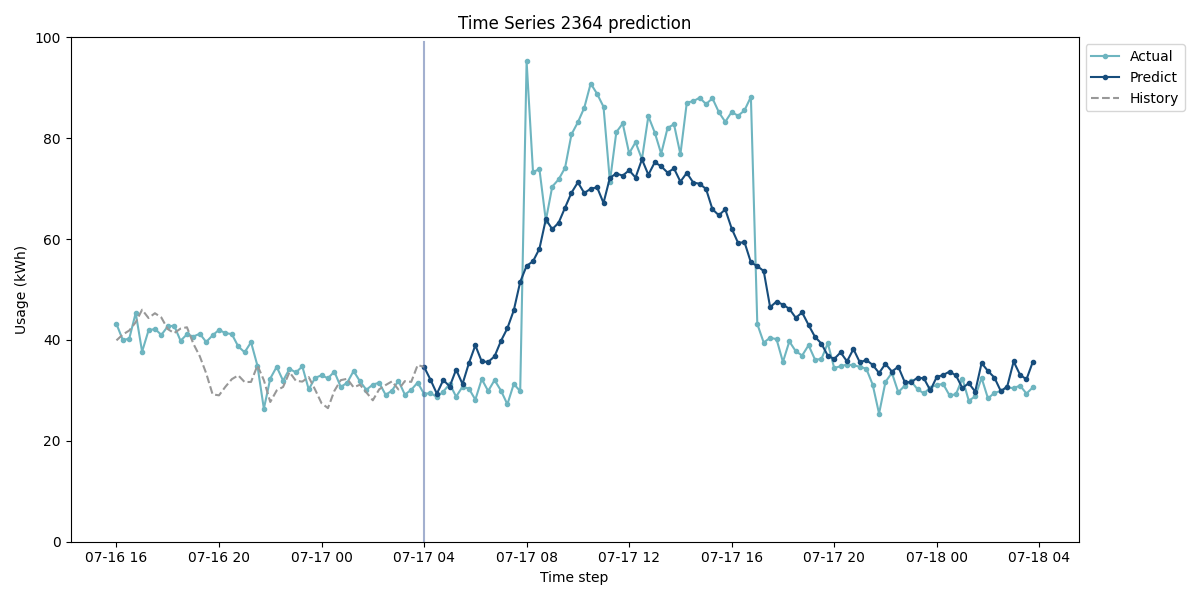 Time Series 2364 prediction
Usage (kWh)
100
80
60
40
20
0
07-16 16
07-16 20
07-17 00
07-17 04
07-17 08
07-17 12
07-17 16
07-17 20
07-18 00
07-18 04
Time step
Actual
Predict
History